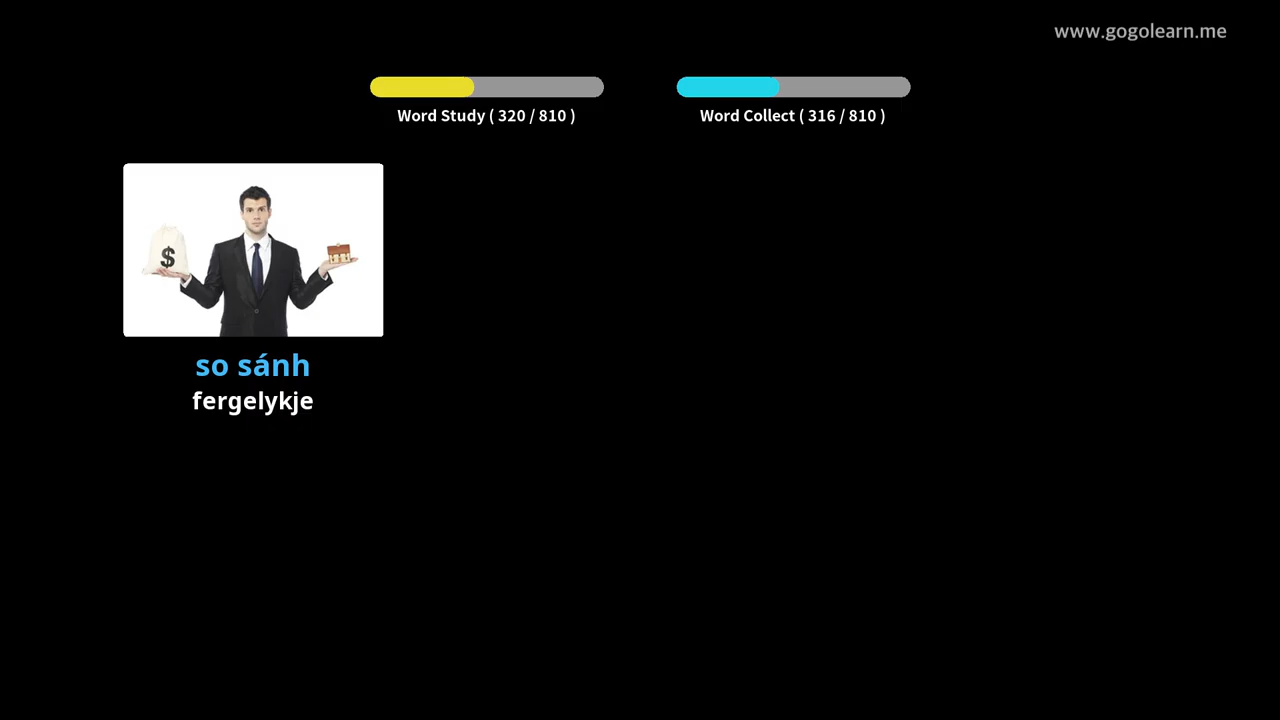 www.gogolearn.me
Word Study ( 320 / 810 )
Word Collect ( 316 / 810 )
$
so sánh
fergelykje